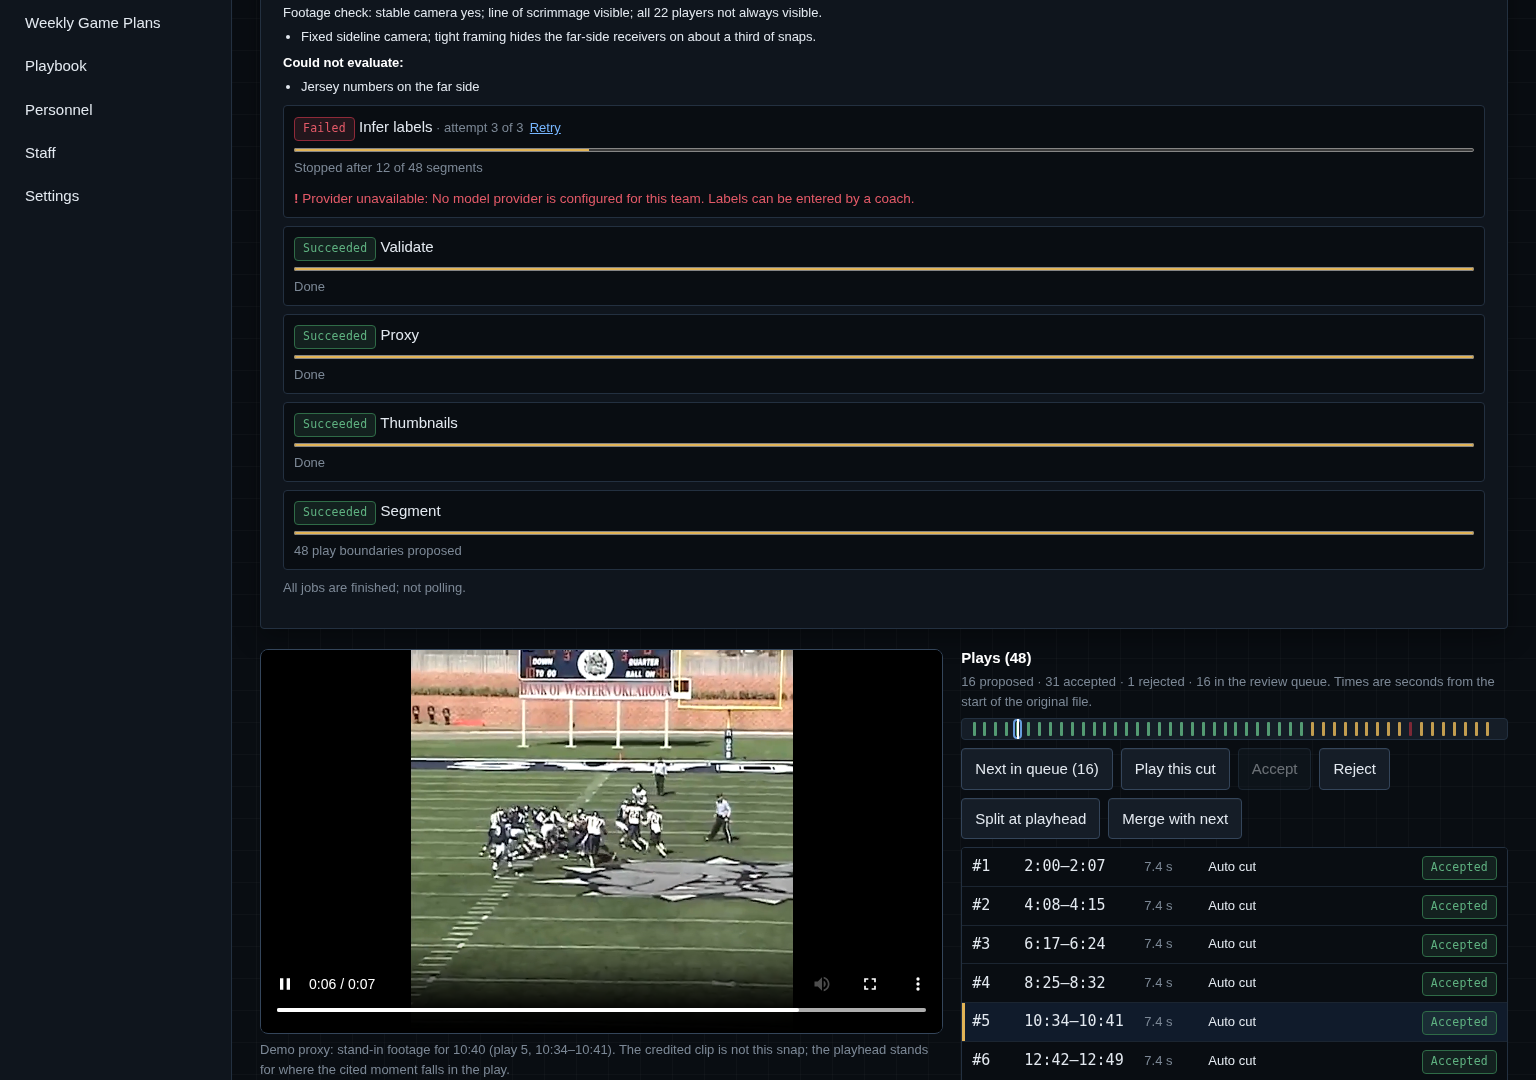 Weekly Game Plans
Playbook
Personnel
Staff
Settings
Footage check: stable camera yes; line of scrimmage visible; all 22 players not always visible.
• Fixed sideline camera; tight framing hides the far-side receivers on about a third of snaps.
Could not evaluate:
• Jersey numbers on the far side
Failed Infer labels · attempt 3 of 3 Retry
Stopped after 12 of 48 segments
! Provider unavailable: No model provider is configured for this team. Labels can be entered by a coach.
Succeeded Validate
Done
Succeeded Proxy
Done
Succeeded Thumbnails
Done
Succeeded Segment
48 play boundaries proposed
All jobs are finished; not polling.
DOWN QUARTER
TO GO BALL ON
BANK OF WESTERN OKLAHOMA
0:06 / 0:07
Demo proxy: stand-in footage for 10:40 (play 5, 10:34–10:41). The credited clip is not this snap; the playhead stands
for where the cited moment falls in the play.
Plays (48)
16 proposed · 31 accepted · 1 rejected · 16 in the review queue. Times are seconds from the
start of the original file.
Next in queue (16) Play this cut Accept Reject
Split at playhead Merge with next
#1 2:00–2:07 7.4 s Auto cut Accepted
#2 4:08–4:15 7.4 s Auto cut Accepted
#3 6:17–6:24 7.4 s Auto cut Accepted
#4 8:25–8:32 7.4 s Auto cut Accepted
#5 10:34–10:41 7.4 s Auto cut Accepted
#6 12:42–12:49 7.4 s Auto cut Accepted